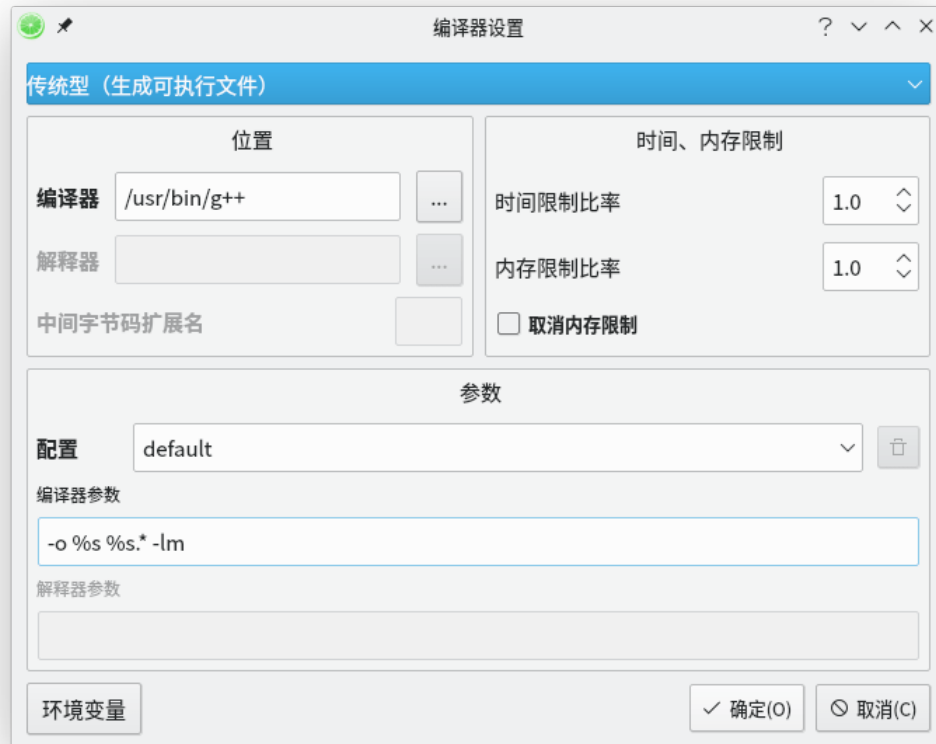 编译器设置
传统型（生成可执行文件）
位置
编译器 /usr/bin/g++ ...
解释器 ...
中间字节码扩展名
时间、内存限制
时间限制比率 1.0
内存限制比率 1.0
取消内存限制
参数
配置 default
编译器参数
-o %s %s.* -lm
解释器参数
环境变量
确定(O)
取消(C)